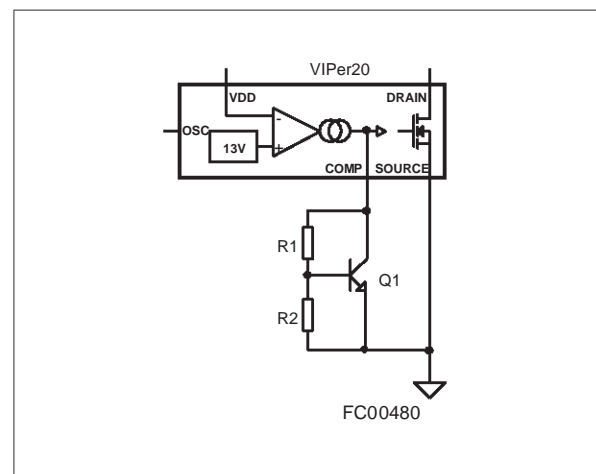 VIPer20
VDD
DRAIN
OSC
-
13V
+
COMP SOURCE
R1
Q1
R2
FC00480